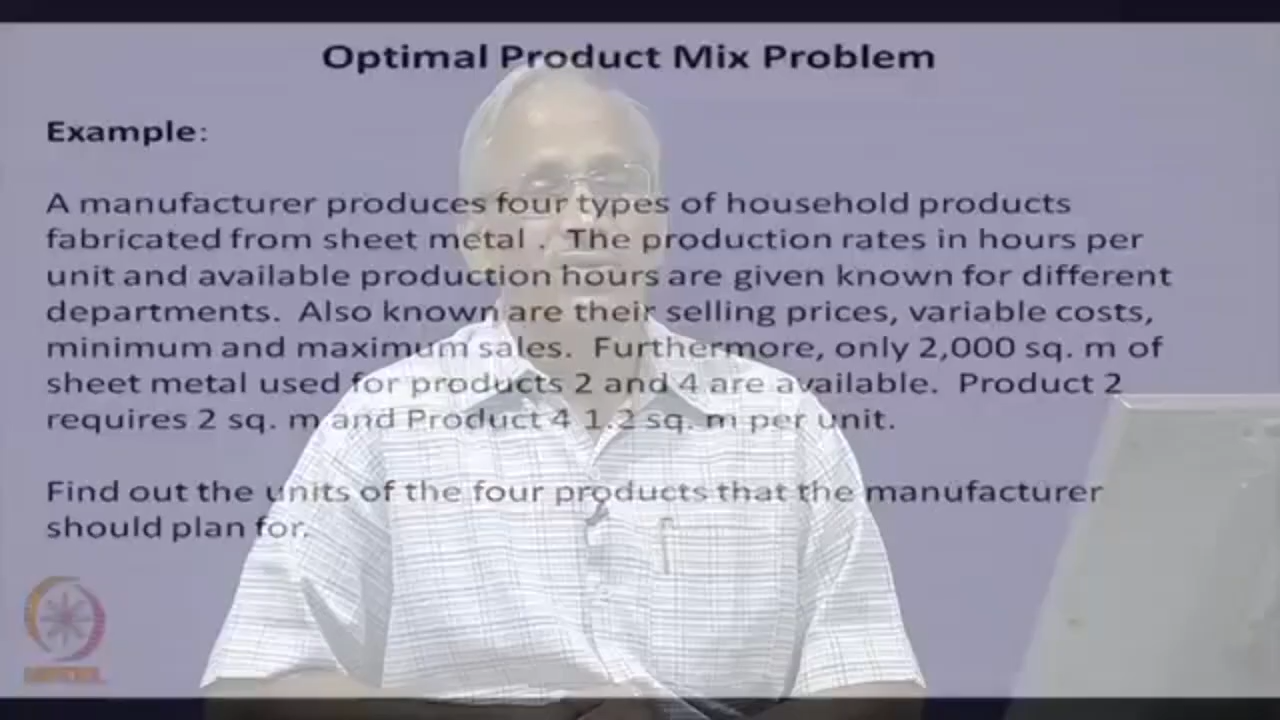 Optimal Product Mix Problem
Example:
A manufacturer produces four types of household products
fabricated from sheet metal . The production rates in hours per
unit and available production hours are given known for different
departments. Also known are their selling prices, variable costs,
minimum and maximum sales. Furthermore, only 2,000 sq. m of
sheet metal used for products 2 and 4 are available. Product 2
requires 2 sq. m and Product 4 1.2 sq. m per unit.
Find out the units of the four products that the manufacturer
should plan for.